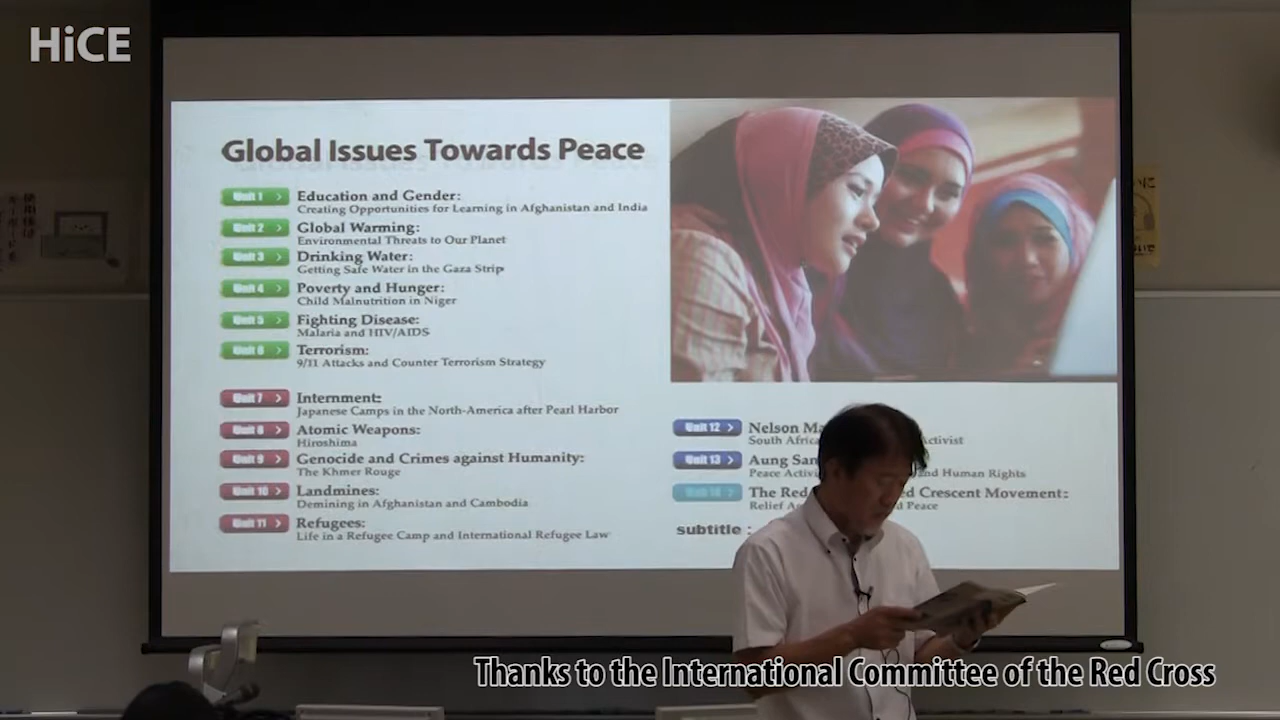 HiCE
Global Issues Towards Peace
Unit 1 > Education and Gender:
Creating Opportunities for Learning in Afghanistan and India
Unit 2 > Global Warming:
Environmental Threats to Our Planet
Unit 3 > Drinking Water:
Getting Safe Water in the Gaza Strip
Unit 4 > Poverty and Hunger:
Child Malnutrition in Niger
Unit 5 > Fighting Disease:
Malaria and HIV/AIDS
Unit 6 > Terrorism:
9/11 Attacks and Counter Terrorism Strategy
Unit 7 > Internment:
Japanese Camps in the North-America after Pearl Harbor
Unit 8 > Atomic Weapons:
Hiroshima
Unit 9 > Genocide and Crimes against Humanity:
The Khmer Rouge
Unit 10 > Landmines:
Demining in Afghanistan and Cambodia
Unit 11 > Refugees:
Life in a Refugee Camp and International Refugee Law
Unit 12 > Nelson
Activist
Unit 13 > Aung San
Peace and Human Rights
Unit 14 > The Red Crescent Movement:
Relief Peace
subtitle :
Thanks to the International Committee of the Red Cross